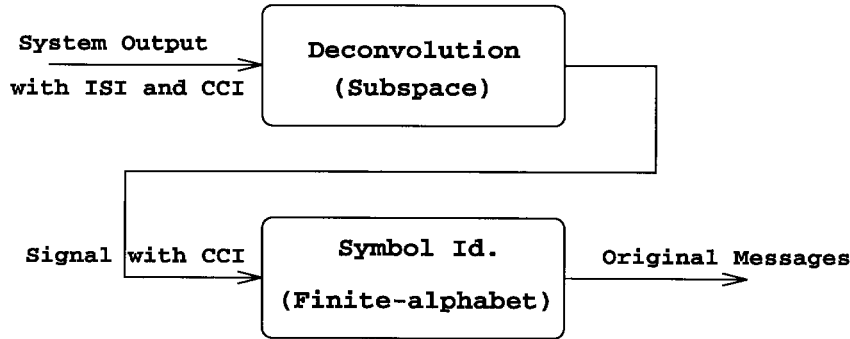 System Output
with ISI and CCI
Deconvolution
(Subspace)
Signal with CCI
Symbol Id.
(Finite-alphabet)
Original Messages